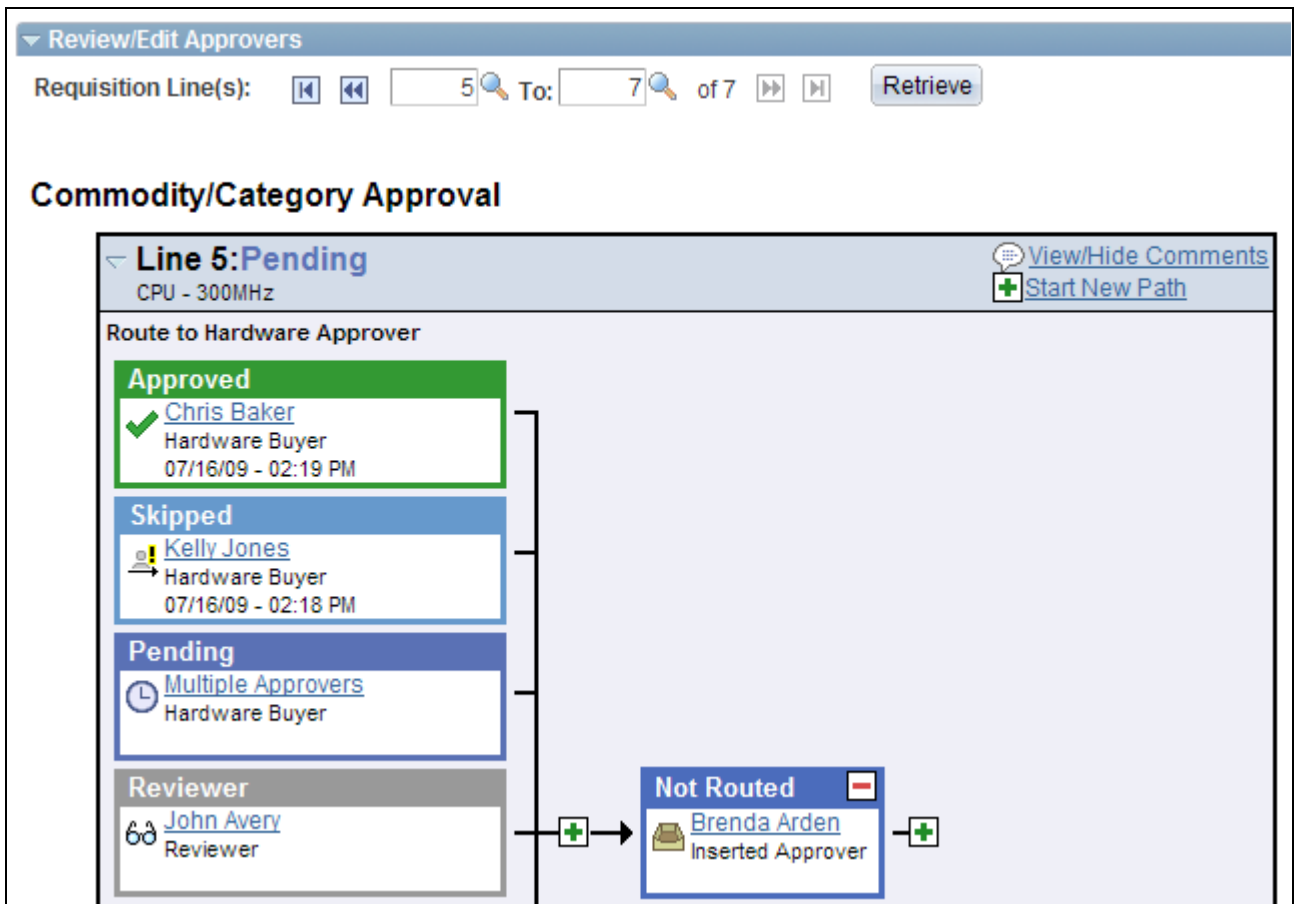 Review/Edit Approvers
Requisition Line(s): 5 To: 7 of 7 Retrieve
Commodity/Category Approval
Line 5:Pending
CPU - 300MHz
View/Hide Comments
Start New Path
Route to Hardware Approver
Approved
Chris Baker
Hardware Buyer
07/16/09 - 02:19 PM
Skipped
Kelly Jones
Hardware Buyer
07/16/09 - 02:18 PM
Pending
Multiple Approvers
Hardware Buyer
Reviewer
John Avery
Reviewer
Not Routed
Brenda Arden
Inserted Approver